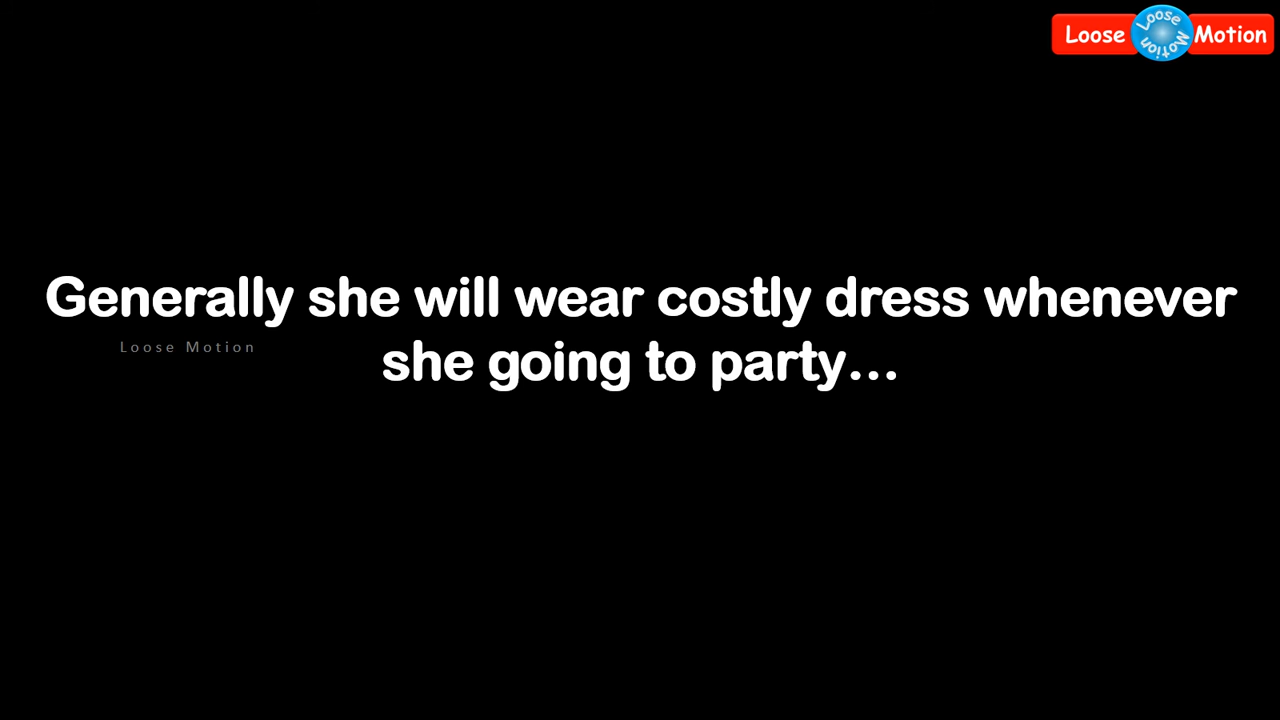 Loose Loose Motion Motion
Generally she will wear costly dress whenever
Loose Motion
she going to party...